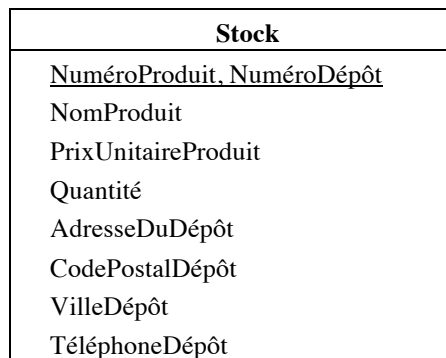 Stock
NuméroProduit, NuméroDépôt
NomProduit
PrixUnitaireProduit
Quantité
AdresseDuDépôt
CodePostalDépôt
VilleDépôt
TéléphoneDépôt